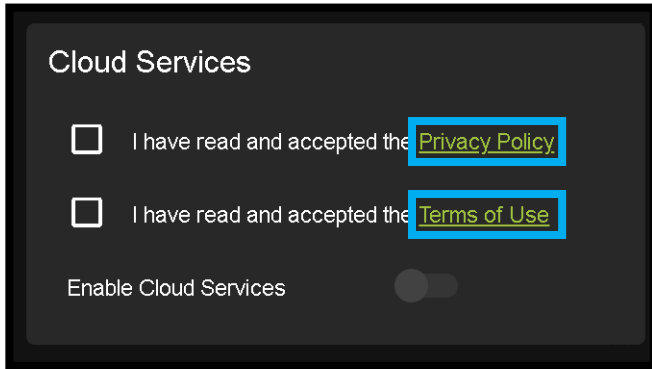 Cloud Services
I have read and accepted the Privacy Policy
I have read and accepted the Terms of Use
Enable Cloud Services